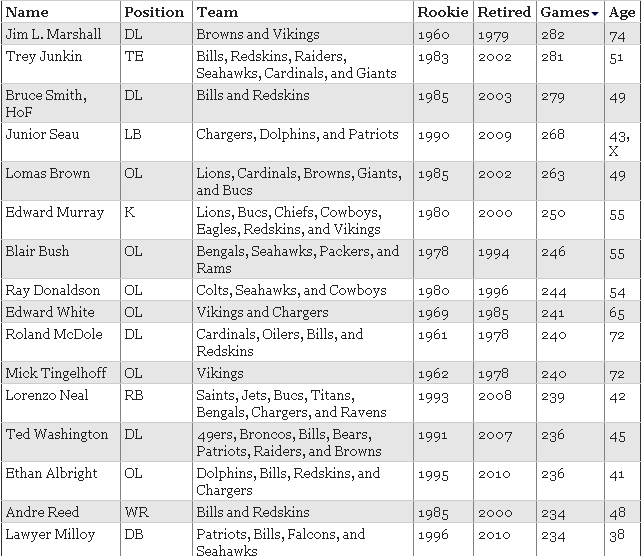 Name Position Team Rookie Retired Games Age
Jim L. Marshall DL Browns and Vikings 1960 1979 282 74
Trey Junkin TE Bills, Redskins, Raiders, 1983 2002 281 51
Seahawks, Cardinals, and Giants
Bruce Smith, DL Bills and Redskins 1985 2003 279 49
HoF
Junior Seau LB Chargers, Dolphins, and Patriots 1990 2009 268 43,
X
Lomas Brown OL Lions, Cardinals, Browns, Giants, 1985 2002 263 49
and Bucs
Edward Murray K Lions, Bucs, Chiefs, Cowboys, 1980 2000 250 55
Eagles, Redskins, and Vikings
Blair Bush OL Bengals, Seahawks, Packers, and 1978 1994 246 55
Rams
Ray Donaldson OL Colts, Seahawks, and Cowboys 1980 1996 244 54
Edward White OL Vikings and Chargers 1969 1985 241 65
Roland McDole DL Cardinals, Oilers, Bills, and 1961 1978 240 72
Redskins
Mick Tingelhoff OL Vikings 1962 1978 240 72
Lorenzo Neal RB Saints, Jets, Bucs, Titans, 1993 2008 239 42
Bengals, Chargers, and Ravens
Ted Washington DL 49ers, Broncos, Bills, Bears, 1991 2007 236 45
Patriots, Raiders, and Browns
Ethan Albright OL Dolphins, Bills, Redskins, and 1995 2010 236 41
Chargers
Andre Reed WR Bills and Redskins 1985 2000 234 48
Lawyer Milloy DB Patriots, Bills, Falcons, and 1996 2010 234 38
Seahawks